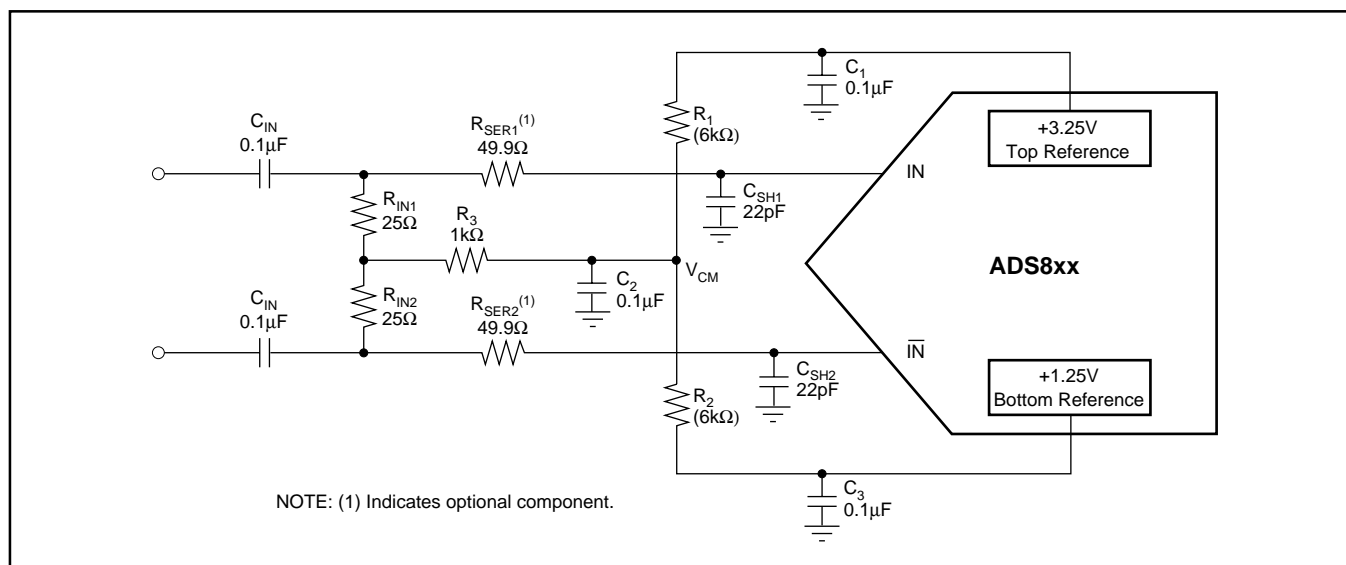 C1
0.1µF
R1
(6kΩ)
+3.25V
Top Reference
CIN
0.1µF
RSER1(1)
49.9Ω
IN
CSH1
22pF
RIN1
25Ω
R3
1kΩ
ADS8xx
VCM
C2
0.1µF
RIN2
25Ω
CIN
0.1µF
RSER2(1)
49.9Ω
I̅N̅
CSH2
22pF
+1.25V
Bottom Reference
R2
(6kΩ)
C3
0.1µF
NOTE: (1) Indicates optional component.